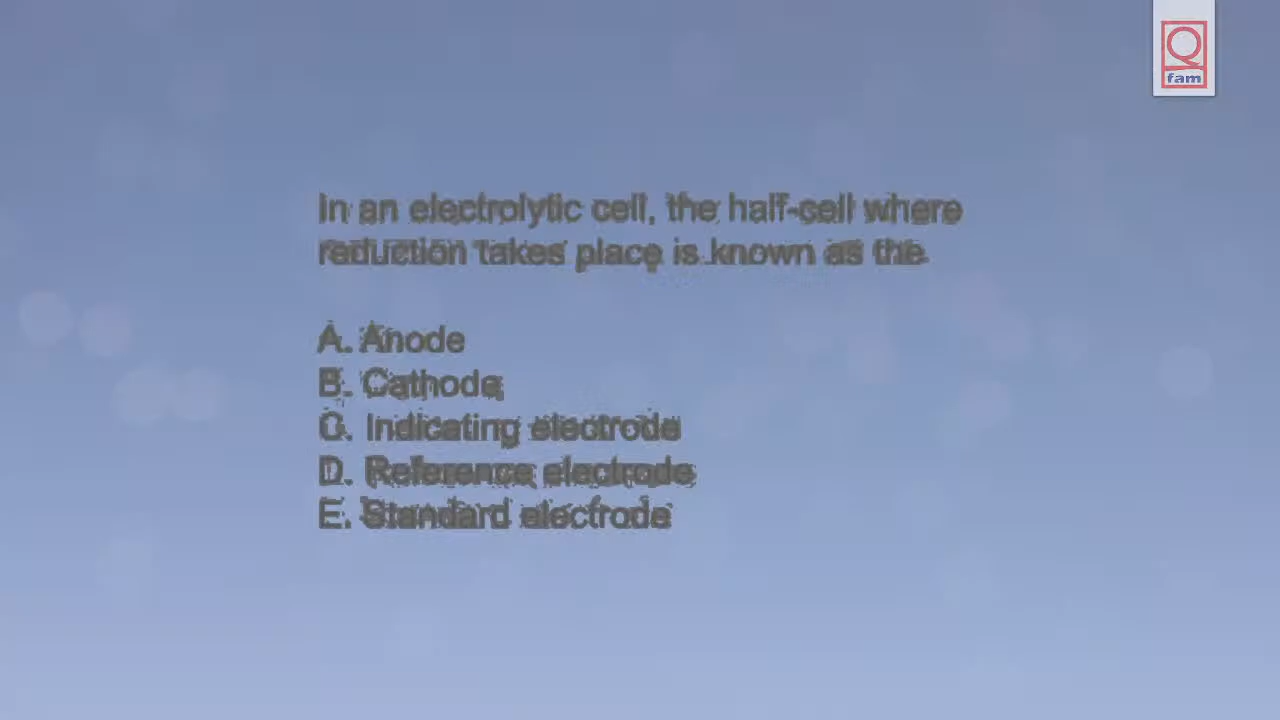 Q
fam
In an electrolytic cell, the half-cell where
reduction takes place is known as the
A. Anode
B. Cathode
C. Indicating electrode
D. Reference electrode
E. Standard electrode